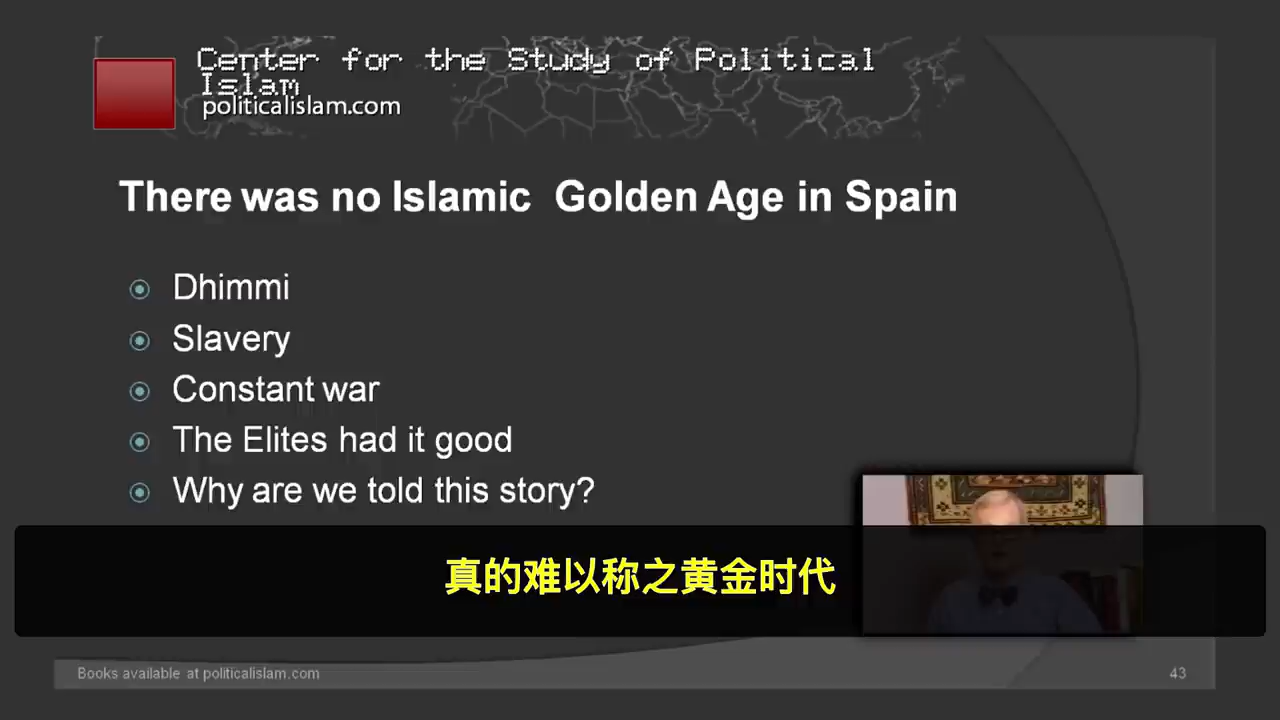 Center for the Study of Political
Islam
politicalislam.com
There was no Islamic Golden Age in Spain
Dhimmi
Slavery
Constant war
The Elites had it good
Why are we told this story?
真的难以称之黄金时代
Books available at politicalislam.com
43